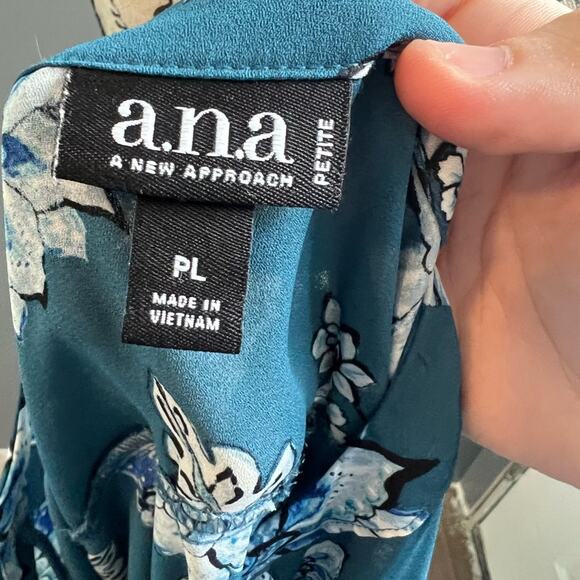 a.n.a
A NEW APPROACH
PETITE
PL
MADE IN
VIETNAM